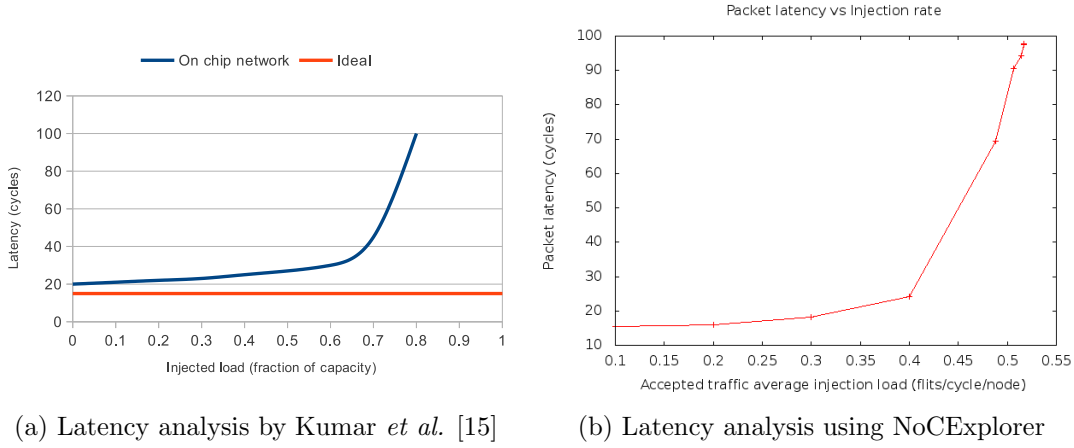 On chip network
Ideal
120
100
80
60
40
20
0
Latency (cycles)
0 0.1 0.2 0.3 0.4 0.5 0.6 0.7 0.8 0.9 1
Injected load (fraction of capacity)
(a) Latency analysis by Kumar et al. [15]
Packet latency vs Injection rate
100
90
80
70
60
50
40
30
20
10
Packet latency (cycles)
0.1 0.15 0.2 0.25 0.3 0.35 0.4 0.45 0.5 0.55
Accepted traffic average injection load (flits/cycle/node)
(b) Latency analysis using NoCExplorer